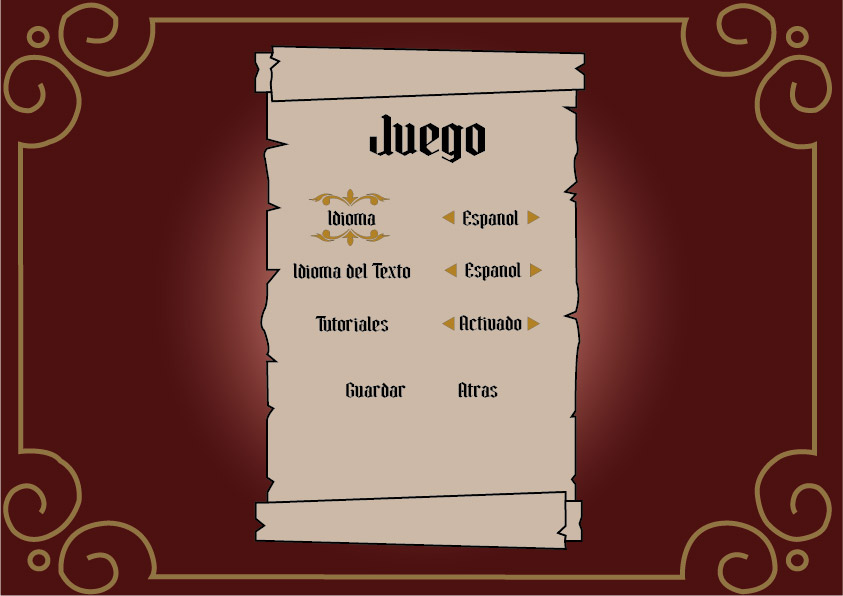 Juego
Idioma Espanol
Idioma del Texto Espanol
Tutoriales Activado
Guardar Atras